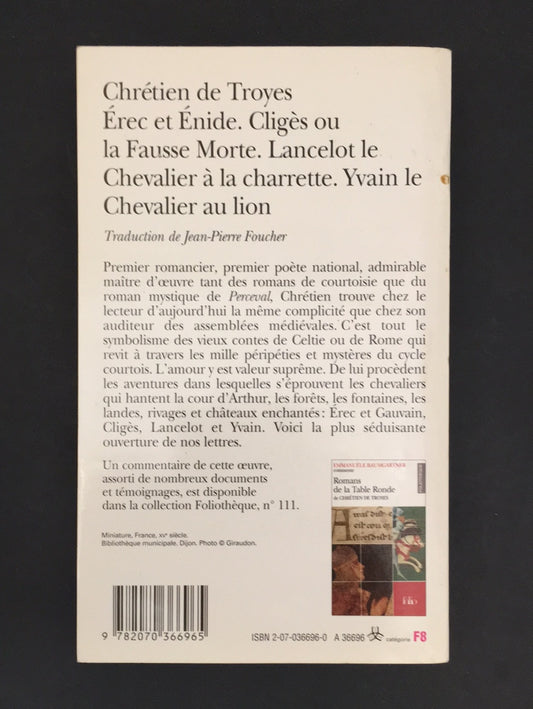 Chrétien de Troyes
Érec et Énide. Cligès ou
la Fausse Morte. Lancelot le
Chevalier à la charrette. Yvain le
Chevalier au lion
Traduction de Jean-Pierre Foucher
Premier romancier, premier poète national, admirable
maître d'œuvre tant des romans de courtoisie que du
roman mystique de Perceval, Chrétien trouve chez le
lecteur d'aujourd'hui la même complicité que chez son
auditeur des assemblées médiévales. C'est tout le
symbolisme des vieux contes de Celtie ou de Rome qui
revit à travers les mille péripéties et mystères du cycle
courtois. L'amour y est valeur suprême. De lui procèdent
les aventures dans lesquelles s'éprouvent les chevaliers
qui hantent la cour d'Arthur, les forêts, les fontaines, les
landes, rivages et châteaux enchantés : Érec et Gauvain,
Cligès, Lancelot et Yvain. Voici la plus séduisante
ouverture de nos lettres.
Un commentaire de cette œuvre,
assorti de nombreux documents
et témoignages, est disponible
dans la collection Foliothèque, n° 111.
EMMANUÈLE BAUMGARTNER
Romans
de la Table Ronde
de CHRÉTIEN DE TROYES
folio
Miniature, France, XVe siècle.
Bibliothèque municipale, Dijon. Photo © Giraudon.
9 782070 366965
ISBN 2-07-036696-0 A 36696 catégorie F8